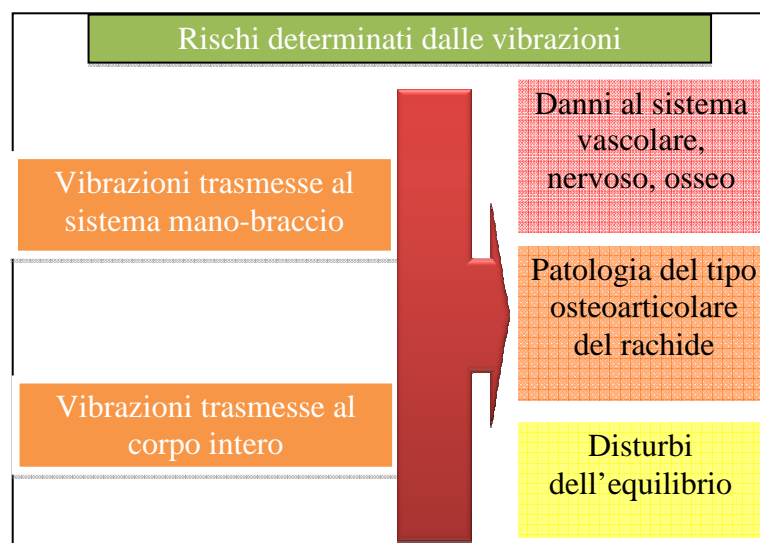 Rischi determinati dalle vibrazioni
Vibrazioni trasmesse al
sistema mano-braccio
Vibrazioni trasmesse al
corpo intero
Danni al sistema
vascolare,
nervoso, osseo
Patologia del tipo
osteoarticolare
del rachide
Disturbi
dell’equilibrio